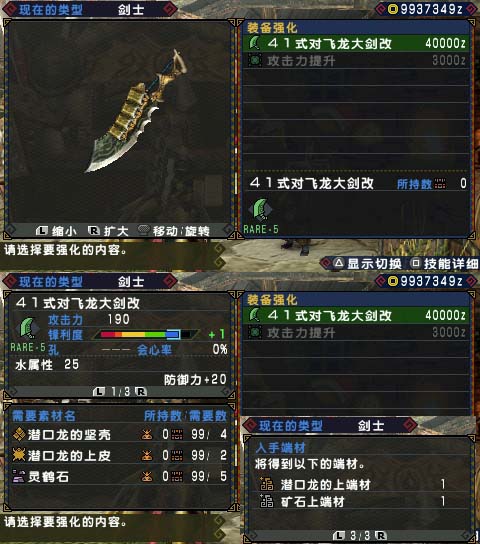 现在的类型 剑士
9937349z
装备强化
41式对飞龙大剑改 40000z
攻击力提升 3000z
41式对飞龙大剑改 所持数 0
RARE-5
L 缩小 R 扩大 移动/旋转
请选择要强化的内容。
△显示切换 □技能详细
现在的类型 剑士
9937349z
41式对飞龙大剑改
攻击力 190
锋利度 +1
RARE-5 孔 --- 会心率 0%
水属性 25
防御力+20
L 1/3 R
装备强化
41式对飞龙大剑改 40000z
攻击力提升 3000z
需要素材名 所持数/需要数
潜口龙的坚壳 0 99/ 4
潜口龙的上皮 0 99/ 2
灵鹤石 0 99/ 5
请选择要强化的内容。
现在的类型 剑士
入手端材
将得到以下的端材。
潜口龙的上端材 1
矿石上端材 1
L 3/3 R